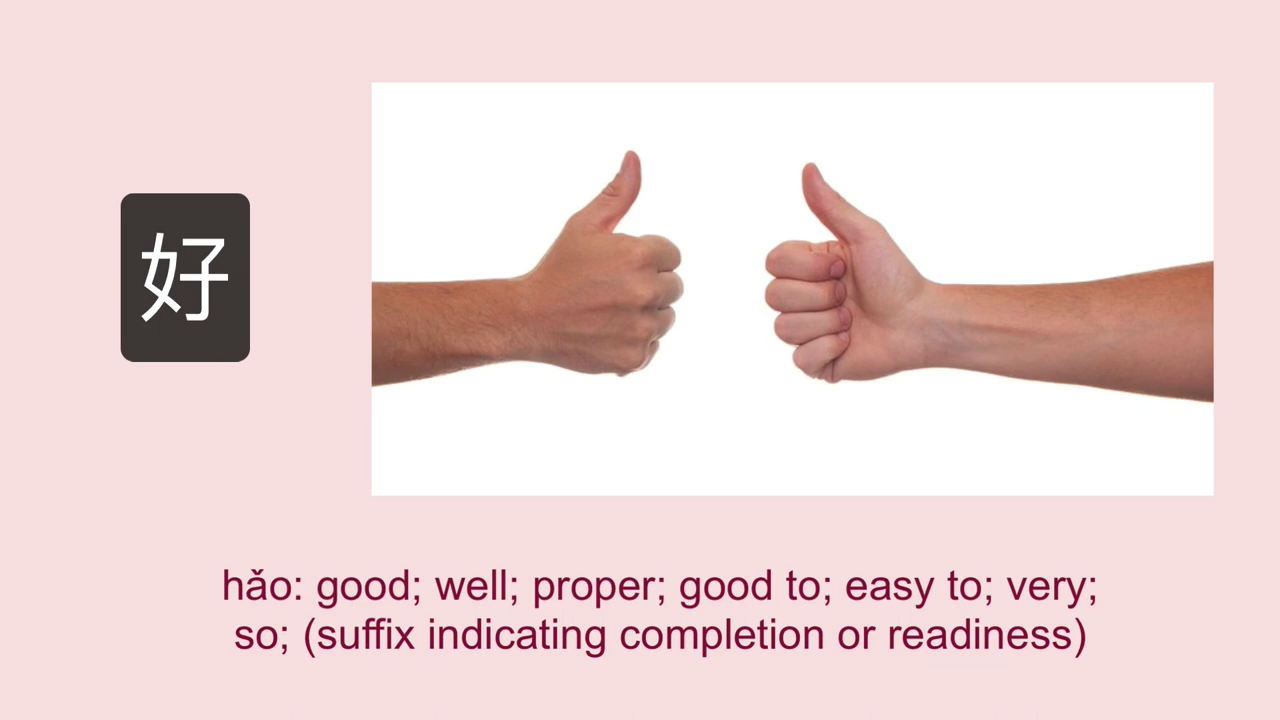 好
hǎo: good; well; proper; good to; easy to; very;
so; (suffix indicating completion or readiness)